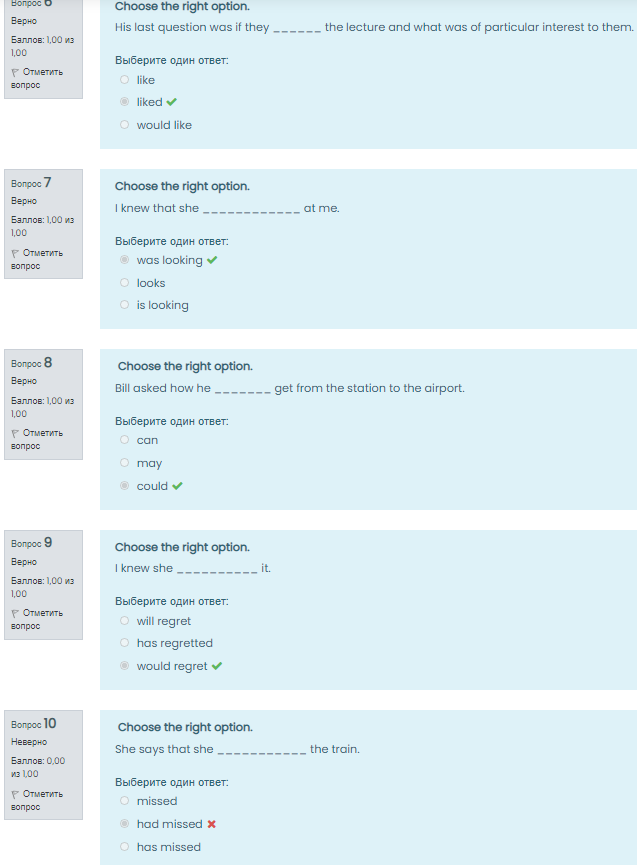 Вопрос 6
Верно
Баллов: 1,00 из
1,00
Отметить
вопрос
Choose the right option.
His last question was if they ______ the lecture and what was of particular interest to them.
Выберите один ответ:
like
liked
would like
Вопрос 7
Верно
Баллов: 1,00 из
1,00
Отметить
вопрос
Choose the right option.
I knew that she ____________ at me.
Выберите один ответ:
was looking
looks
is looking
Вопрос 8
Верно
Баллов: 1,00 из
1,00
Отметить
вопрос
Choose the right option.
Bill asked how he _______ get from the station to the airport.
Выберите один ответ:
can
may
could
Вопрос 9
Верно
Баллов: 1,00 из
1,00
Отметить
вопрос
Choose the right option.
I knew she __________ it.
Выберите один ответ:
will regret
has regretted
would regret
Вопрос 10
Неверно
Баллов: 0,00
из 1,00
Отметить
вопрос
Choose the right option.
She says that she ___________ the train.
Выберите один ответ:
missed
had missed
has missed